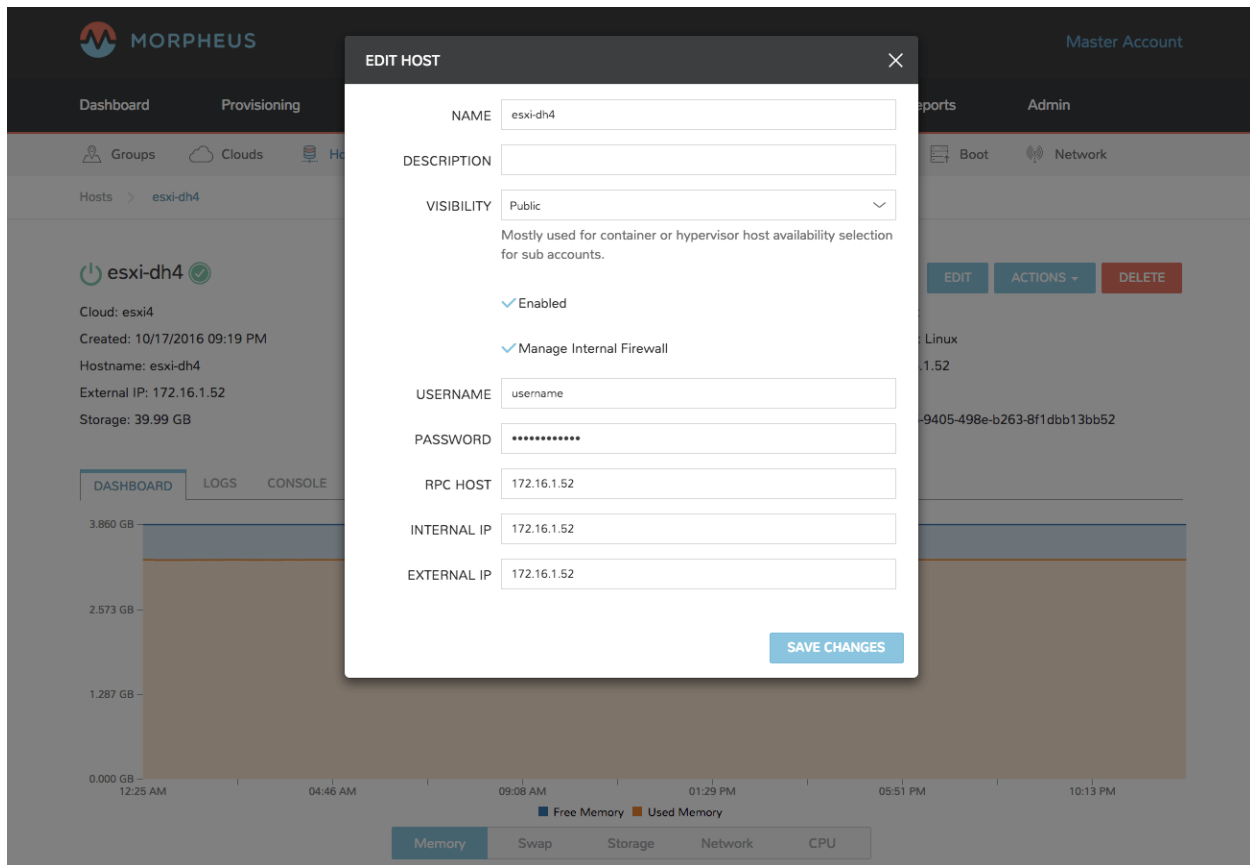 MORPHEUS
Master Account
EDIT HOST
Dashboard Provisioning Admin
Groups Clouds Boot Network
Hosts > esxi-dh4
NAME esxi-dh4
DESCRIPTION
VISIBILITY Public
Mostly used for container or hypervisor host availability selection
for sub accounts.
Enabled
Manage Internal Firewall
USERNAME username
PASSWORD ••••••••••••
RPC HOST 172.16.1.52
INTERNAL IP 172.16.1.52
EXTERNAL IP 172.16.1.52
SAVE CHANGES
esxi-dh4
EDIT ACTIONS DELETE
Cloud: esxi4
Created: 10/17/2016 09:19 PM
: Linux
Hostname: esxi-dh4
.1.52
External IP: 172.16.1.52
Storage: 39.99 GB
-9405-498e-b263-8f1dbb13bb52
DASHBOARD LOGS CONSOLE
3.860 GB
2.573 GB
1.287 GB
0.000 GB
12:25 AM 04:46 AM 09:08 AM 01:29 PM 05:51 PM 10:13 PM
Free Memory Used Memory
Memory Swap Storage Network CPU